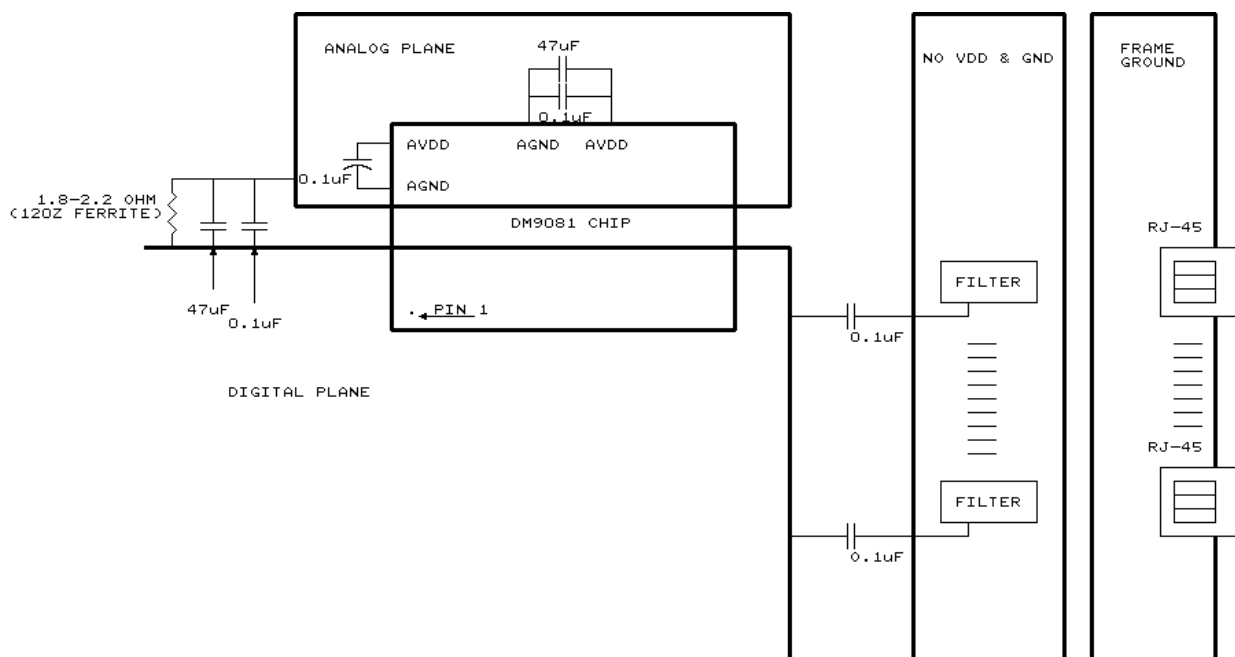 ANALOG PLANE
47uF
0.1uF
NO VDD & GND
FRAME
GROUND
AVDD
AGND
AVDD
0.1uF
AGND
1.8-2.2 OHM
(120Z FERRITE)
DM9081 CHIP
RJ-45
FILTER
47uF
0.1uF
. PIN 1
0.1uF
DIGITAL PLANE
RJ-45
FILTER
0.1uF